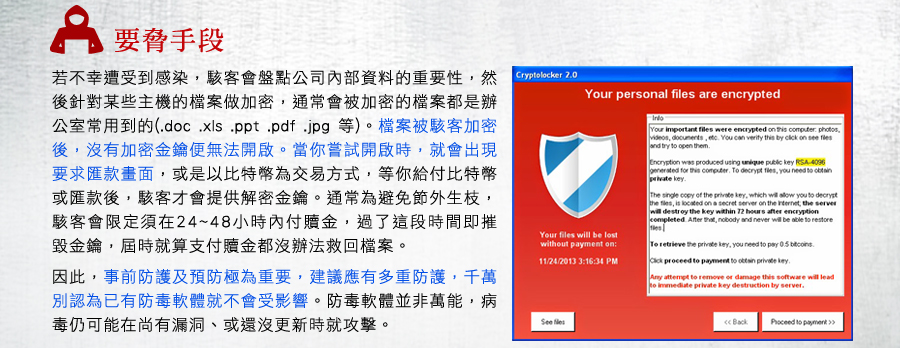 要脅手段
若不幸遭受到感染，駭客會盤點公司內部資料的重要性，然
後針對某些主機的檔案做加密，通常會被加密的檔案都是辦
公室常用到的(.doc .xls .ppt .pdf .jpg 等)。檔案被駭客加密
後，沒有加密金鑰便無法開啟。當你嘗試開啟時，就會出現
要求匯款畫面，或是以比特幣為交易方式，等你給付比特幣
或匯款後，駭客才會提供解密金鑰。通常為避免節外生枝，
駭客會限定須在24~48小時內付贖金，過了這段時間即摧
毀金鑰，屆時就算支付贖金都沒辦法救回檔案。
因此，事前防護及預防極為重要，建議應有多重防護，千萬
別認為已有防毒軟體就不會受影響。防毒軟體並非萬能，病
毒仍可能在尚有漏洞、或還沒更新時就攻擊。
Cryptolocker 2.0
Your personal files are encrypted
Info
Your important files were encrypted on this computer: photos,
videos, documents , etc. You can verify this by click on see files
and try to open them.
Encryption was produced using unique public key RSA-4096
generated for this computer. To decrypt files, you need to obtain
private key.
The single copy of the private key, which will allow you to decrypt
the files, is located on a secret server on the Internet; the server
will destroy the key within 72 hours after encryption
completed. After that, nobody and never will be able to restore
files.
To retrieve the private key, you need to pay 0.5 bitcoins.
Click proceed to payment to obtain private key.
Any attempt to remove or damage this software will lead
to immediate private key destruction by server.
Your files will be lost
without payment on:
11/24/2013 3:16:34 PM
See files
<< Back
Proceed to payment >>